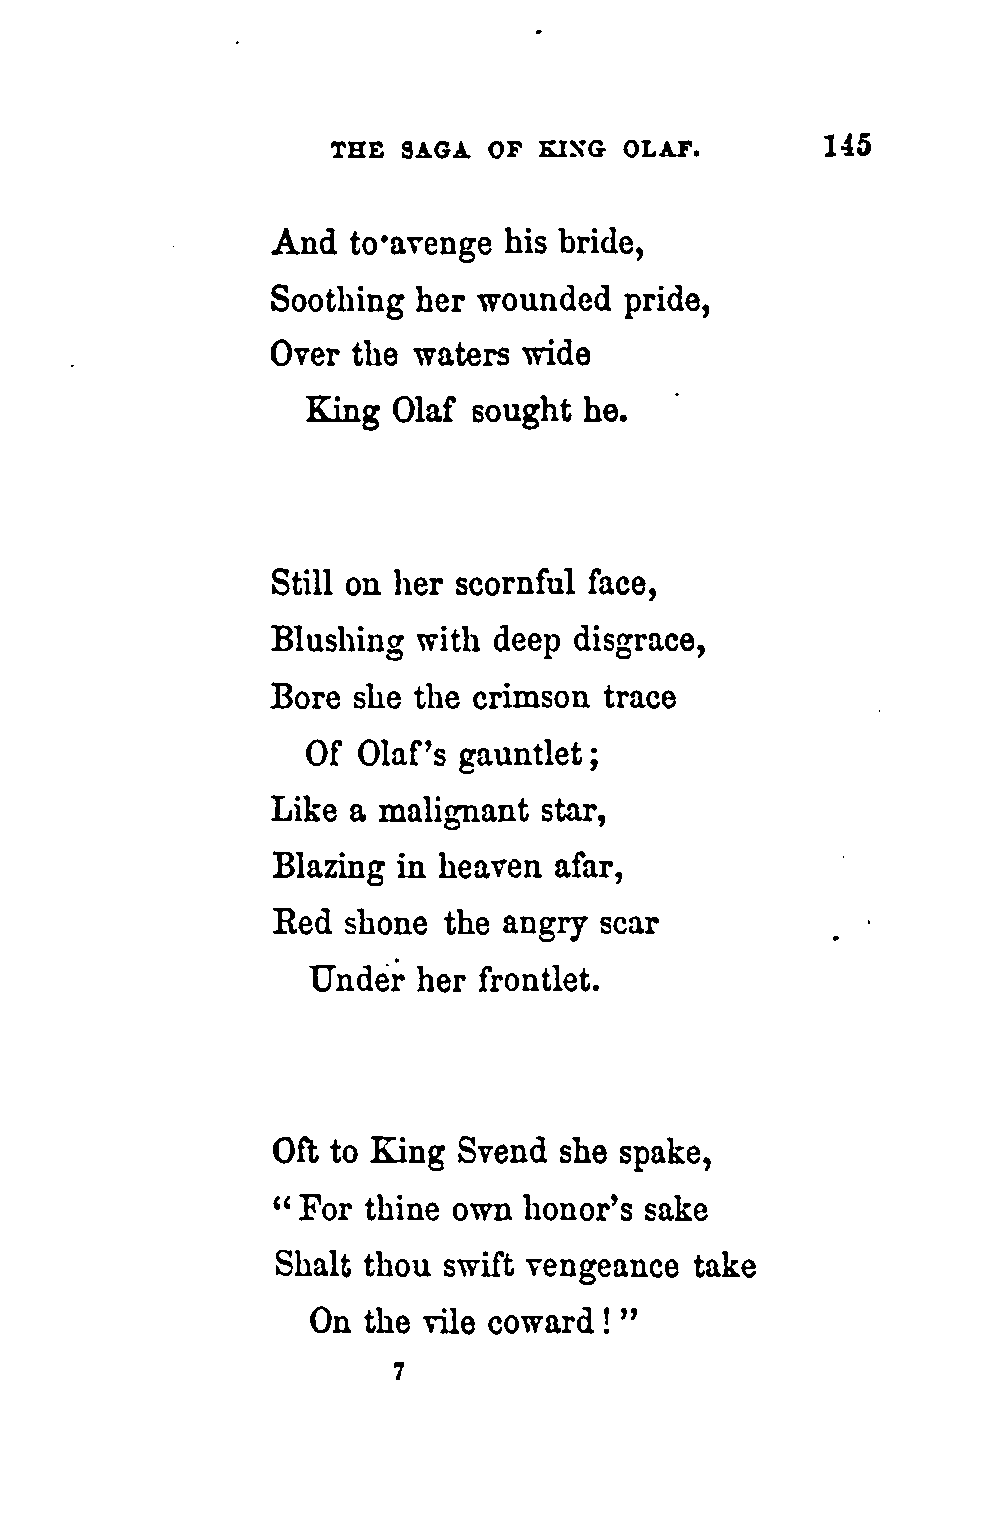 THE SAGA OF KING OLAF. 145
And to avenge his bride,
Soothing her wounded pride,
Over the waters wide
King Olaf sought he.
Still on her scornful face,
Blushing with deep disgrace,
Bore she the crimson trace
Of Olaf's gauntlet;
Like a malignant star,
Blazing in heaven afar,
Red shone the angry scar
Under her frontlet.
Oft to King Svend she spake,
"For thine own honor's sake
Shalt thou swift vengeance take
On the vile coward!"
7